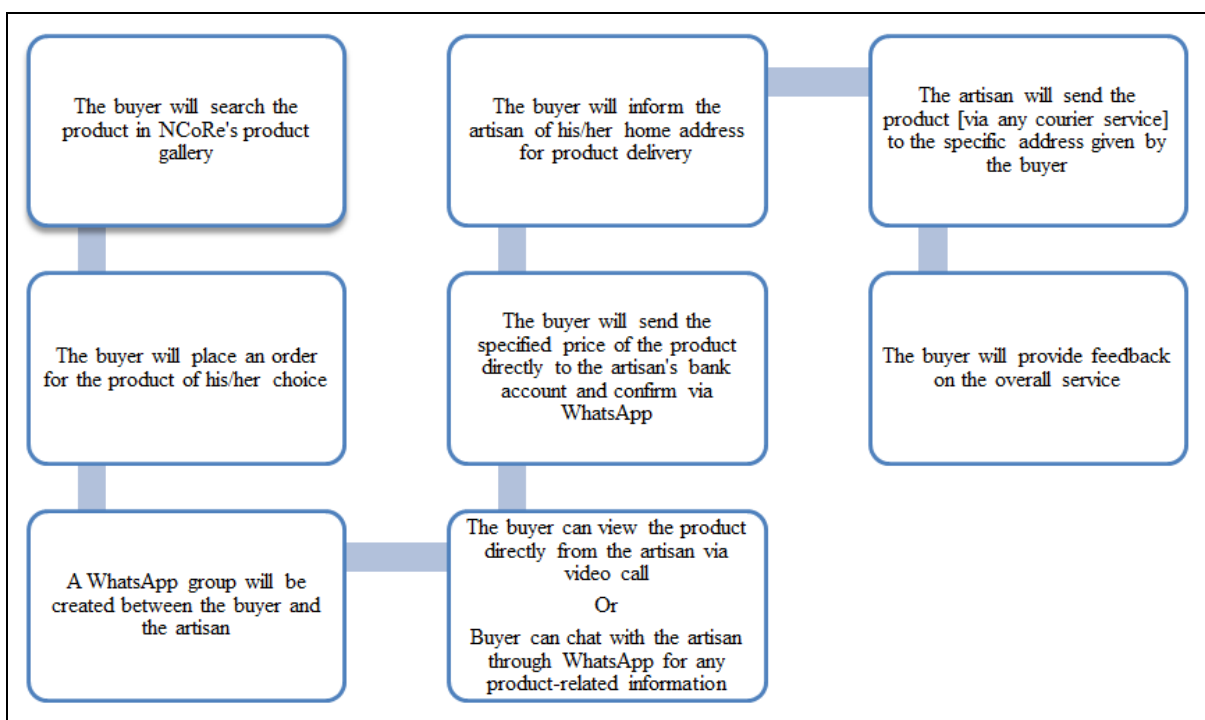 The buyer will search the
product in NCoRe's product
gallery
The buyer will place an order
for the product of his/her choice
A WhatsApp group will be
created between the buyer and
the artisan
The buyer can view the product
directly from the artisan via
video call
Or
Buyer can chat with the artisan
through WhatsApp for any
product-related information
The buyer will send the
specified price of the product
directly to the artisan's bank
account and confirm via
WhatsApp
The buyer will inform the
artisan of his/her home address
for product delivery
The artisan will send the
product [via any courier service]
to the specific address given by
the buyer
The buyer will provide feedback
on the overall service